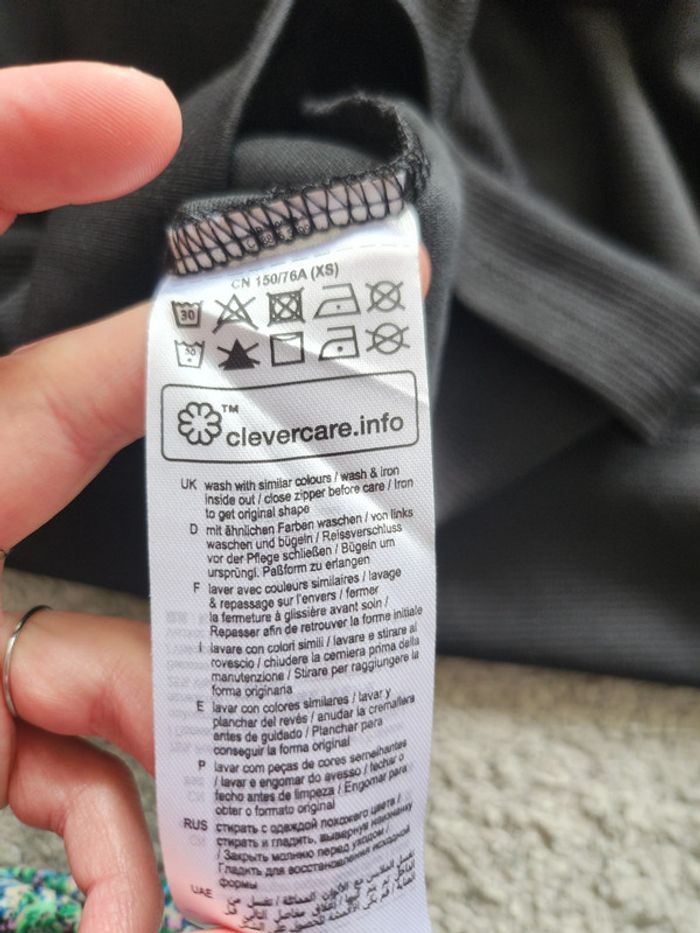 CN 150/76A (XS)
30
30
TM
clevercare.info
UK wash with similar colours / wash & iron
inside out / close zipper before care / Iron
to get original shape
D mit ähnlichen Farben waschen / von links
waschen und bügeln / Reissverschluss
vor der Pflege schließen / Bügeln um
ursprüngl. Paßform zu erlangen
F laver avec couleurs similaires / lavage
& repassage sur l'envers / fermer
la fermeture à glissière avant soin /
Repasser afin de retrouver la forme initiale
I lavare con colori simili / lavare e stirare al
rovescio / chiudere la cerniera prima della
manutenzione / Stirare per raggiungere la
forma originaria
E lavar con colores similares / lavar y
planchar del revés / anudar la cremallera
antes de guidado / Planchar para
conseguir la forma original
P lavar com peças de cores semelhantes
/ lavar e engomar do avesso / fechar o
fecho antes de limpeza / Engomar para
obter o formato original
RUS стирать с одеждой похожего цвета /
стирать и гладить, вывернув наизнанку
/ Закрыть молнию перед уходом /
Гладить для восстановления исходной
формы
UAE